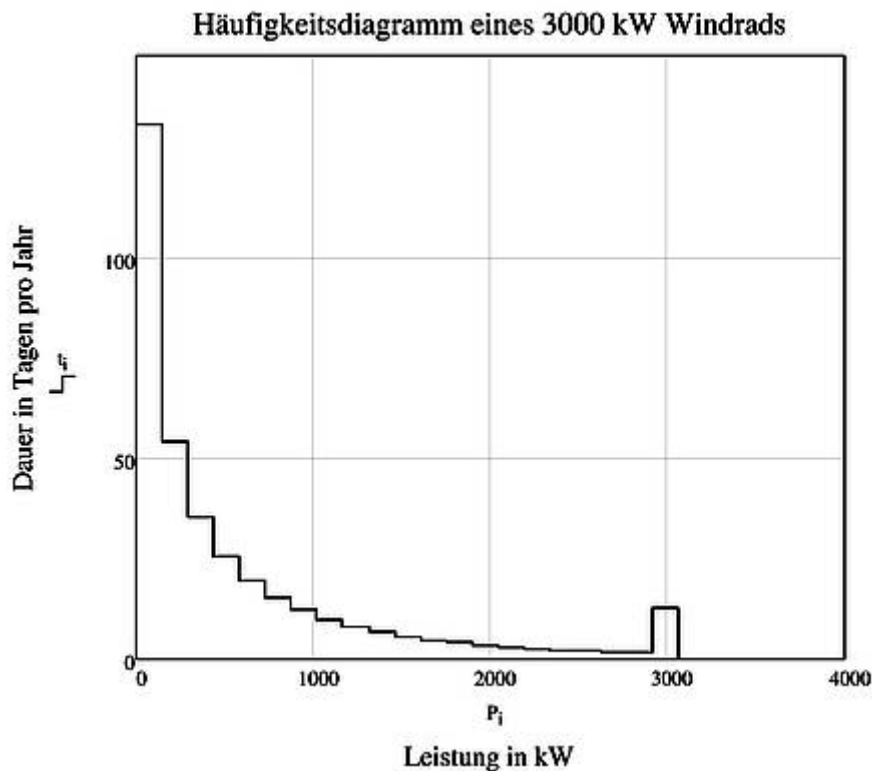 Häufigkeitsdiagramm eines 3000 kW Windrads
Dauer in Tagen pro Jahr
100
50
0
0 1000 2000 3000 4000
P_i
Leistung in kW